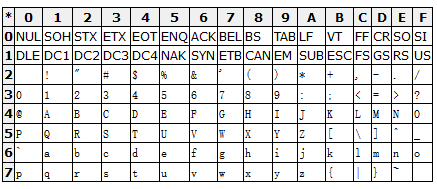 * 0 1 2 3 4 5 6 7 8 9 A B C D E F
0 NUL SOH STX ETX EOT ENQ ACK BEL BS TAB LF VT FF CR SO SI
1 DLE DC1 DC2 DC3 DC4 NAK SYN ETB CAN EM SUB ESC FS GS RS US
2 ! " # $ % & ' ( ) * + , - . /
3 0 1 2 3 4 5 6 7 8 9 : ; < = > ?
4 @ A B C D E F G H I J K L M N O
5 P Q R S T U V W X Y Z [ \ ] ^ _
6 ` a b c d e f g h i j k l m n o
7 p q r s t u v w x y z { | } ~